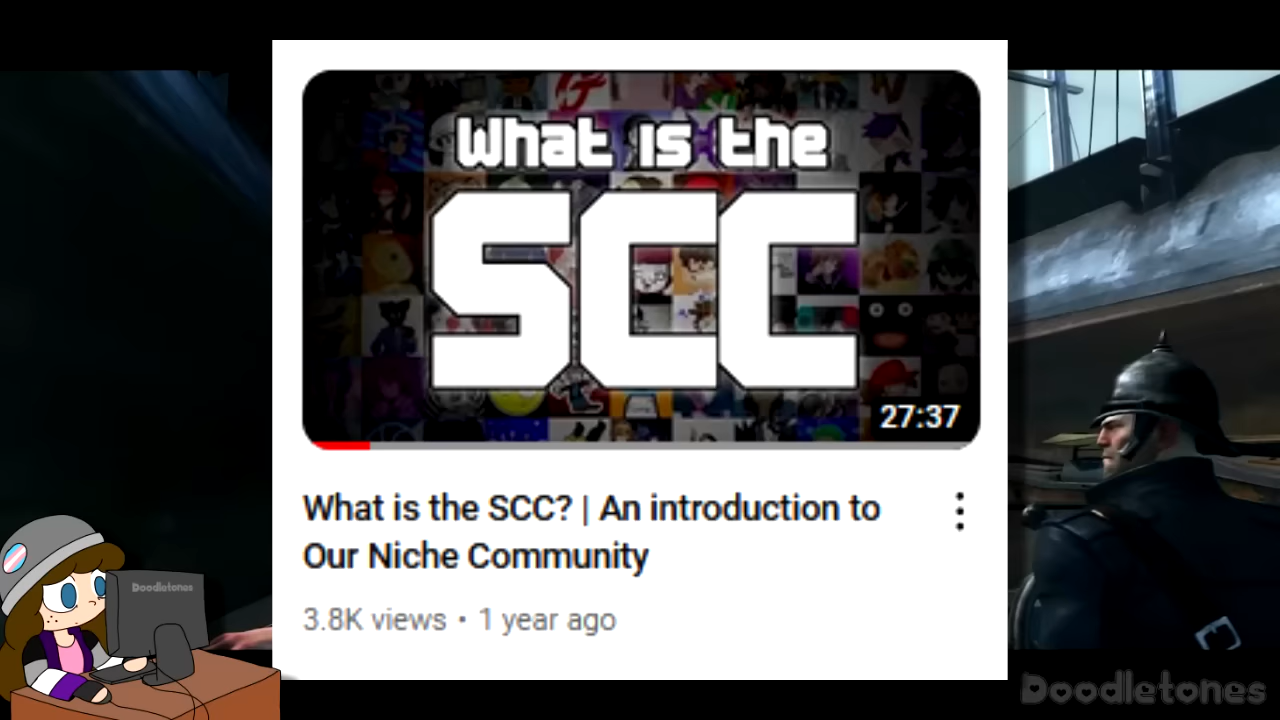 What is the
SCC
27:37
What is the SCC? | An introduction to
Our Niche Community
3.8K views • 1 year ago
Doodletones
Doodletones